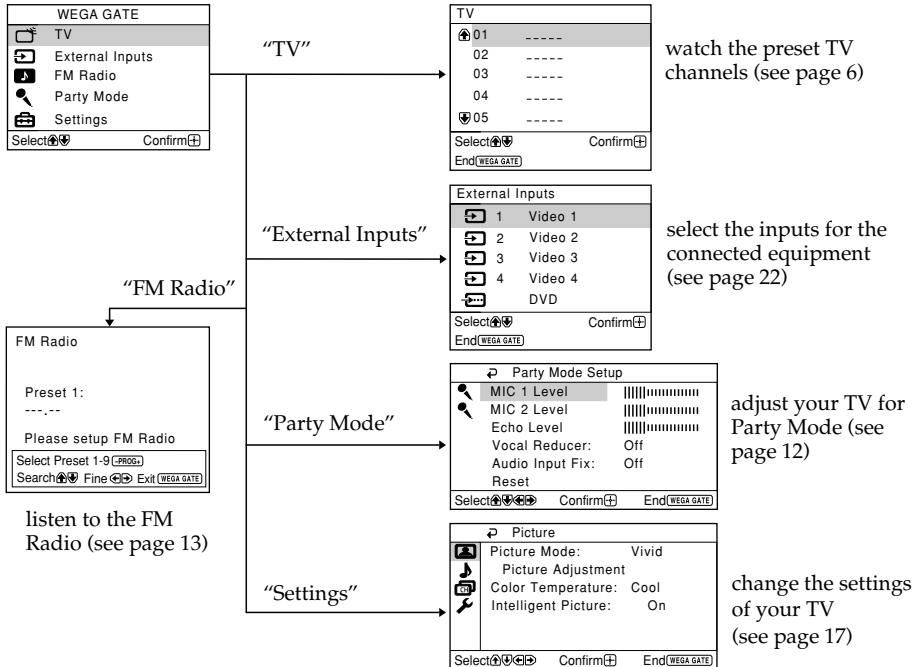 WEGA GATE
TV
External Inputs
FM Radio
Party Mode
Settings
Select Confirm
"TV"
TV
01 -----
02 -----
03 -----
04 -----
05 -----
Select Confirm
End WEGA GATE
watch the preset TV
channels (see page 6)
"External Inputs"
External Inputs
1 Video 1
2 Video 2
3 Video 3
4 Video 4
DVD
Select Confirm
End WEGA GATE
select the inputs for the
connected equipment
(see page 22)
"FM Radio"
FM Radio
Preset 1:
---.--
Please setup FM Radio
Select Preset 1-9 -PROG+
Search Fine Exit WEGA GATE
listen to the FM
Radio (see page 13)
"Party Mode"
Party Mode Setup
MIC 1 Level
MIC 2 Level
Echo Level
Vocal Reducer: Off
Audio Input Fix: Off
Reset
Select Confirm End WEGA GATE
adjust your TV for
Party Mode (see
page 12)
"Settings"
Picture
Picture Mode: Vivid
Picture Adjustment
CH
Color Temperature: Cool
Intelligent Picture: On
Select Confirm End WEGA GATE
change the settings
of your TV
(see page 17)